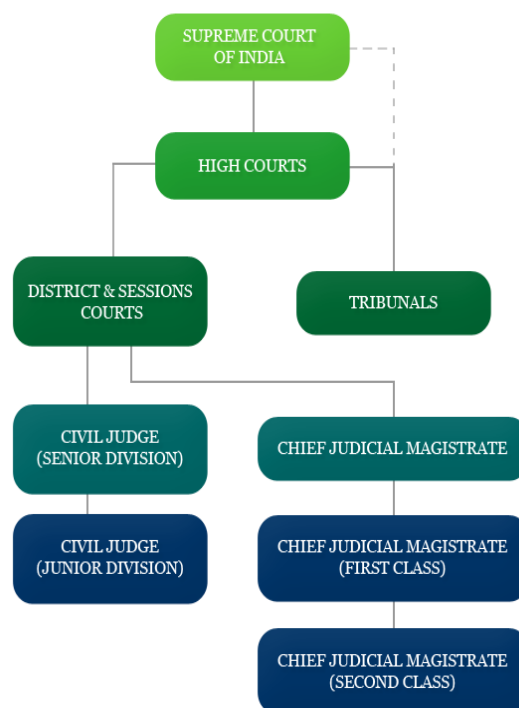 SUPREME COURT
OF INDIA
HIGH COURTS
DISTRICT & SESSIONS
COURTS
TRIBUNALS
CIVIL JUDGE
(SENIOR DIVISION)
CHIEF JUDICIAL MAGISTRATE
CIVIL JUDGE
(JUNIOR DIVISION)
CHIEF JUDICIAL MAGISTRATE
(FIRST CLASS)
CHIEF JUDICIAL MAGISTRATE
(SECOND CLASS)